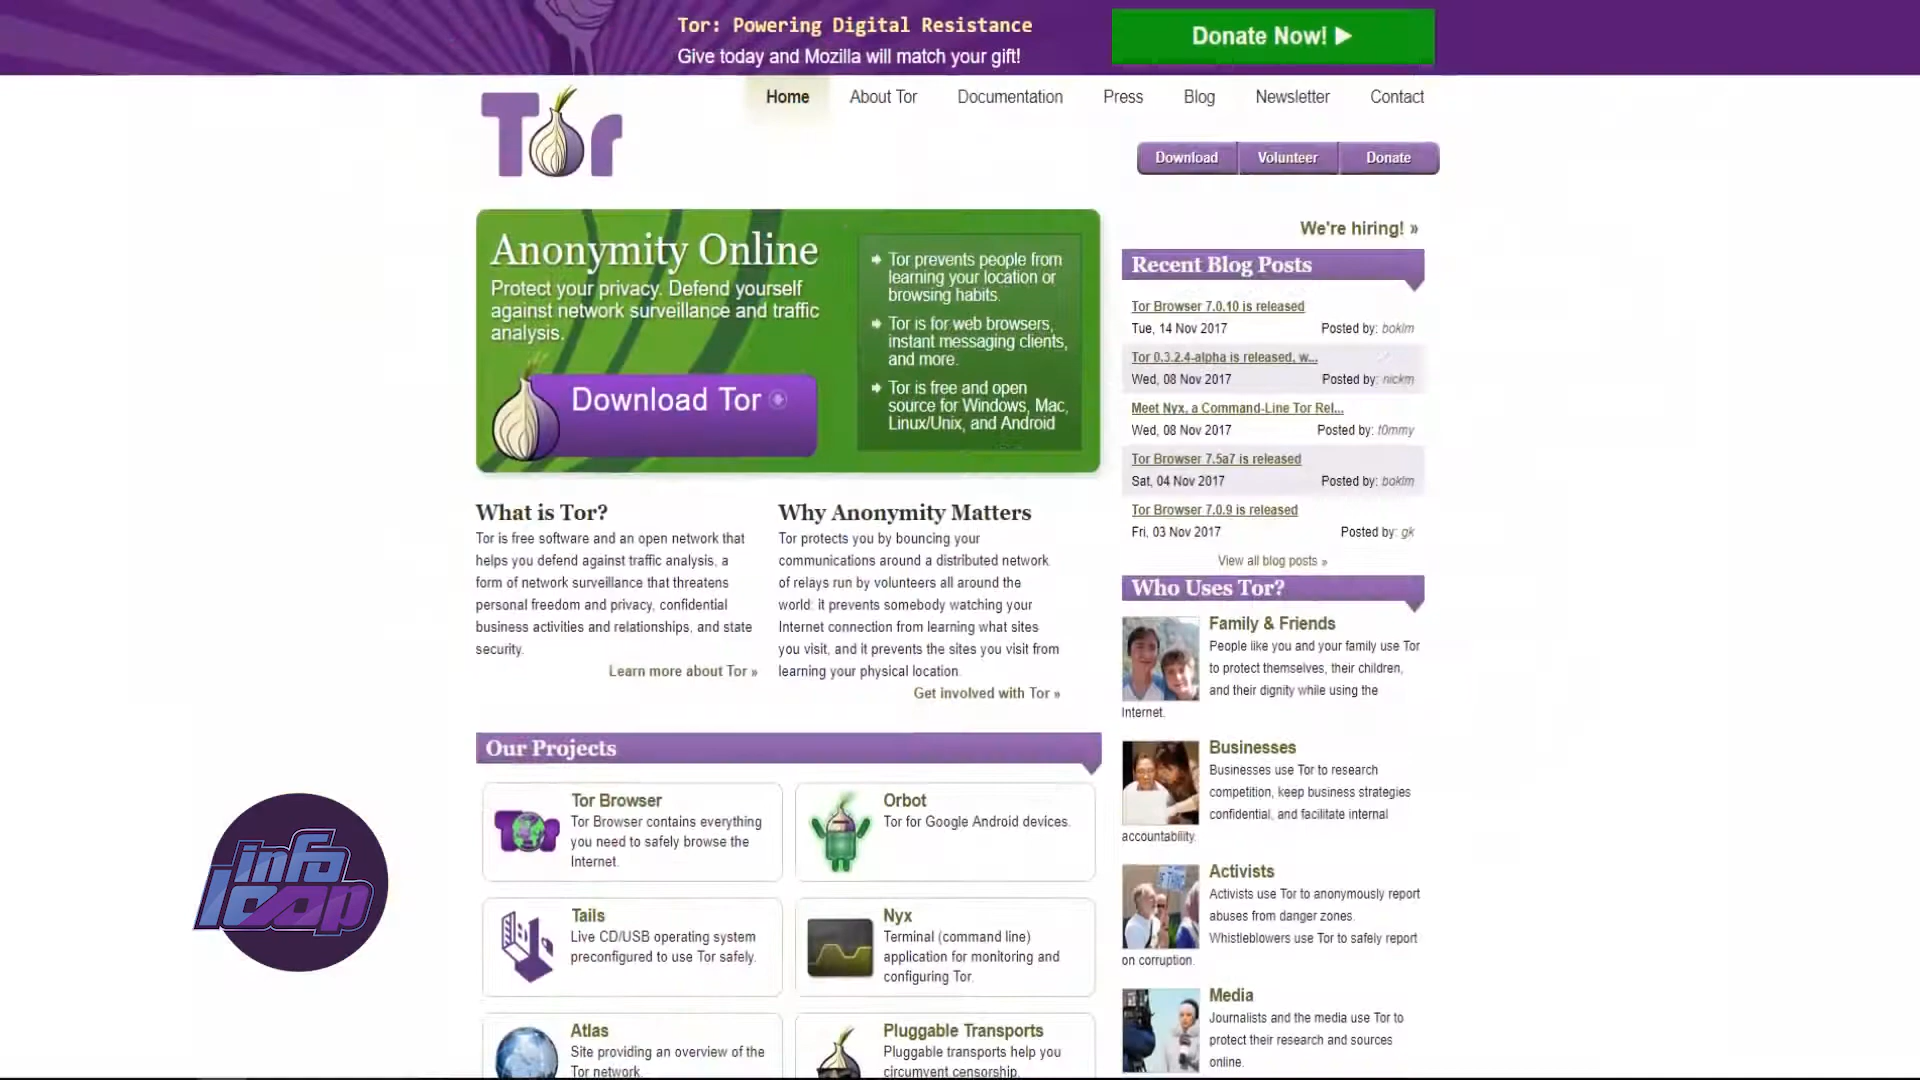 Tor: Powering Digital Resistance
Give today and Mozilla will match your gift!
Donate Now!
Tor
Home
About Tor
Documentation
Press
Blog
Newsletter
Contact
Download
Volunteer
Donate
Anonymity Online
Protect your privacy. Defend yourself
against network surveillance and traffic
analysis.
Download Tor
Tor prevents people from
learning your location or
browsing habits.
Tor is for web browsers,
instant messaging clients,
and more.
Tor is free and open
source for Windows, Mac,
Linux/Unix, and Android
We're hiring! »
Recent Blog Posts
Tor Browser 7.0.10 is released
Tue, 14 Nov 2017 Posted by: boklm
Tor 0.3.2.4-alpha is released, w...
Wed, 08 Nov 2017 Posted by: nickm
Meet Nyx, a Command-Line Tor Rel...
Wed, 08 Nov 2017 Posted by: t0mmy
Tor Browser 7.5a7 is released
Sat, 04 Nov 2017 Posted by: boklm
Tor Browser 7.0.9 is released
Fri, 03 Nov 2017 Posted by: gk
View all blog posts »
What is Tor?
Tor is free software and an open network that
helps you defend against traffic analysis, a
form of network surveillance that threatens
personal freedom and privacy, confidential
business activities and relationships, and state
security.
Learn more about Tor »
Why Anonymity Matters
Tor protects you by bouncing your
communications around a distributed network
of relays run by volunteers all around the
world: it prevents somebody watching your
Internet connection from learning what sites
you visit, and it prevents the sites you visit from
learning your physical location.
Get involved with Tor »
Who Uses Tor?
Family & Friends
People like you and your family use Tor
to protect themselves, their children,
and their dignity while using the
Internet.
Businesses
Businesses use Tor to research
competition, keep business strategies
confidential, and facilitate internal
accountability.
Activists
Activists use Tor to anonymously report
abuses from danger zones.
Whistleblowers use Tor to safely report
on corruption.
Media
Journalists and the media use Tor to
protect their research and sources
online.
Our Projects
Tor Browser
Tor Browser contains everything
you need to safely browse the
Internet.
Orbot
Tor for Google Android devices.
Tails
Live CD/USB operating system
preconfigured to use Tor safely.
Nyx
Terminal (command line)
application for monitoring and
configuring Tor.
Atlas
Site providing an overview of the
Tor network.
Pluggable Transports
Pluggable transports help you
circumvent censorship.
info
loop